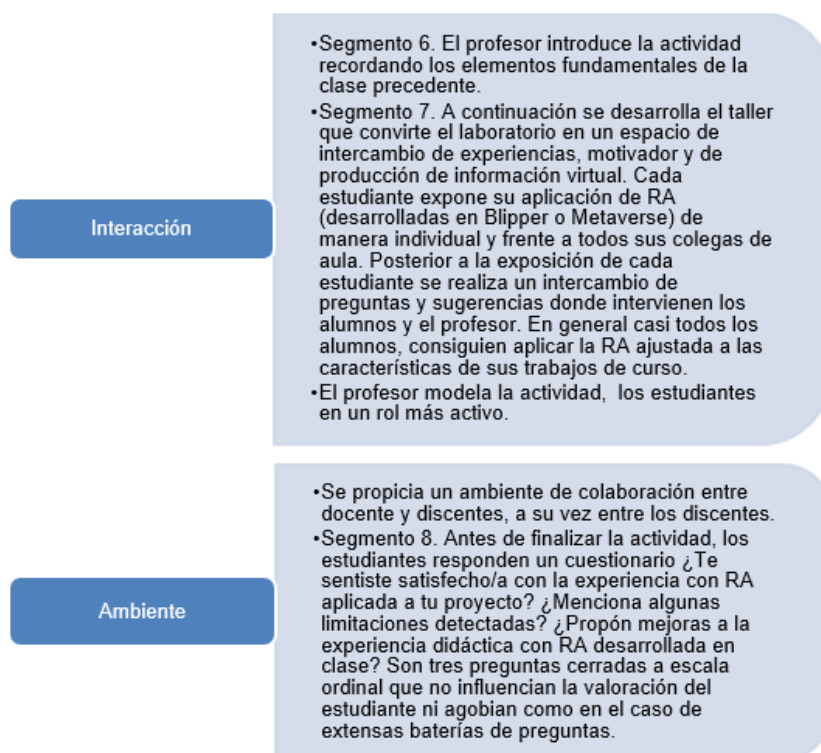 Interacción
•Segmento 6. El profesor introduce la actividad
recordando los elementos fundamentales de la
clase precedente.
•Segmento 7. A continuación se desarrolla el taller
que convirte el laboratorio en un espacio de
intercambio de experiencias, motivador y de
producción de información virtual. Cada
estudiante expone su aplicación de RA
(desarrolladas en Blipper o Metaverse) de
manera individual y frente a todos sus colegas de
aula. Posterior a la exposición de cada
estudiante se realiza un intercambio de
preguntas y sugerencias donde intervienen los
alumnos y el profesor. En general casi todos los
alumnos, consiguien aplicar la RA ajustada a las
características de sus trabajos de curso.
•El profesor modela la actividad, los estudiantes
en un rol más activo.
Ambiente
•Se propicia un ambiente de colaboración entre
docente y discentes, a su vez entre los discentes.
•Segmento 8. Antes de finalizar la actividad, los
estudiantes responden un cuestionario ¿Te
sentiste satisfecho/a con la experiencia con RA
aplicada a tu proyecto? ¿Menciona algunas
limitaciones detectadas? ¿Propón mejoras a la
experiencia didáctica con RA desarrollada en
clase? Son tres preguntas cerradas a escala
ordinal que no influencian la valoración del
estudiante ni agobian como en el caso de
extensas baterías de preguntas.